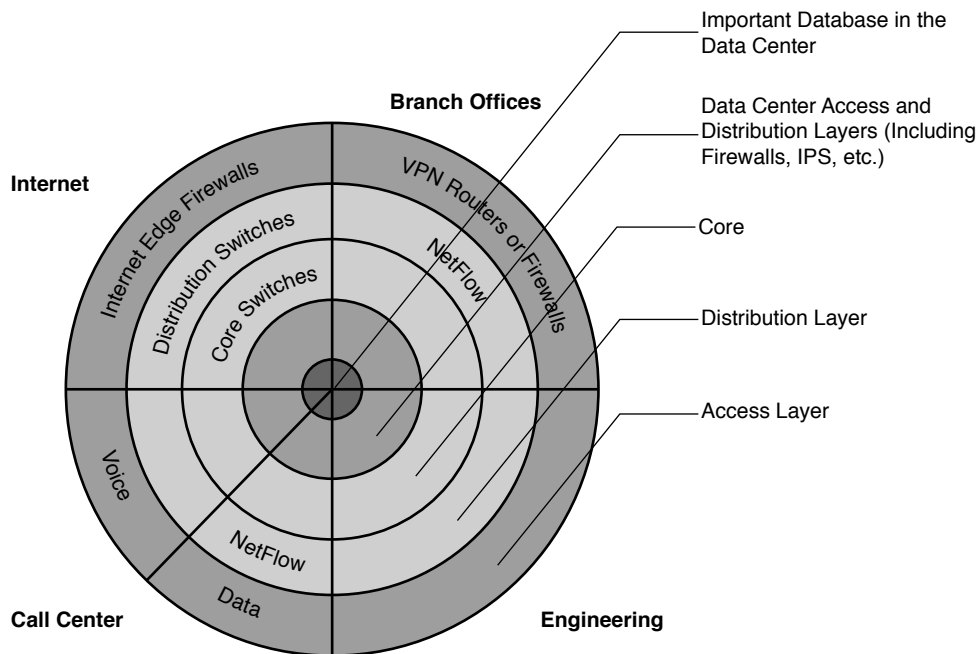 Important Database in the
Data Center
Branch Offices
Data Center Access and
Distribution Layers (Including
Firewalls, IPS, etc.)
Internet
Internet Edge Firewalls
VPN Routers or Firewalls
Distribution Switches
NetFlow
Core Switches
Core
Distribution Layer
Access Layer
Voice
NetFlow
Data
Call Center
Engineering